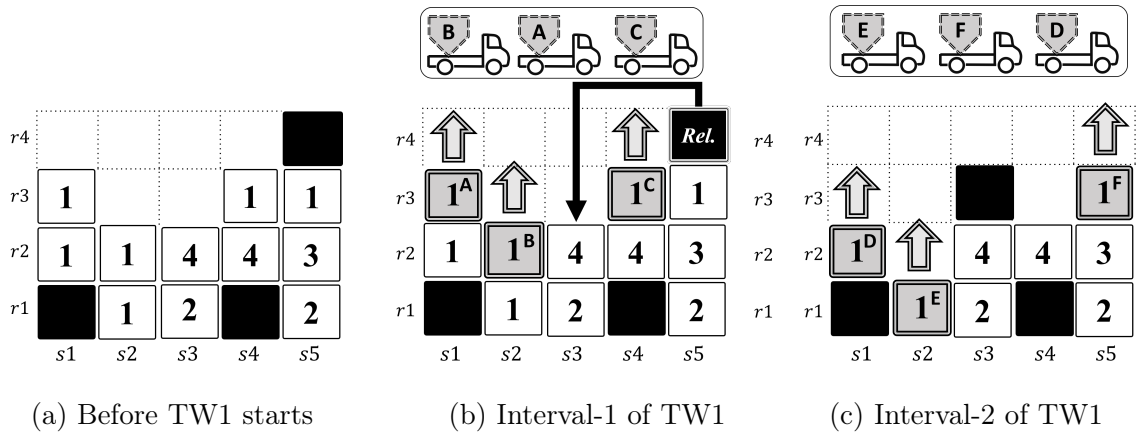 B A C
E F D
r4
r3 1 1 1
r2 1 1 4 4 3
r1 1 2 2
s1 s2 s3 s4 s5
r4 Rel.
r3 1A 1C 1
r2 1 1B 4 4 3
r1 1 2 2
s1 s2 s3 s4 s5
r4
r3 1F
r2 1D 4 4 3
r1 1E 2 2
s1 s2 s3 s4 s5
(a) Before TW1 starts
(b) Interval-1 of TW1
(c) Interval-2 of TW1